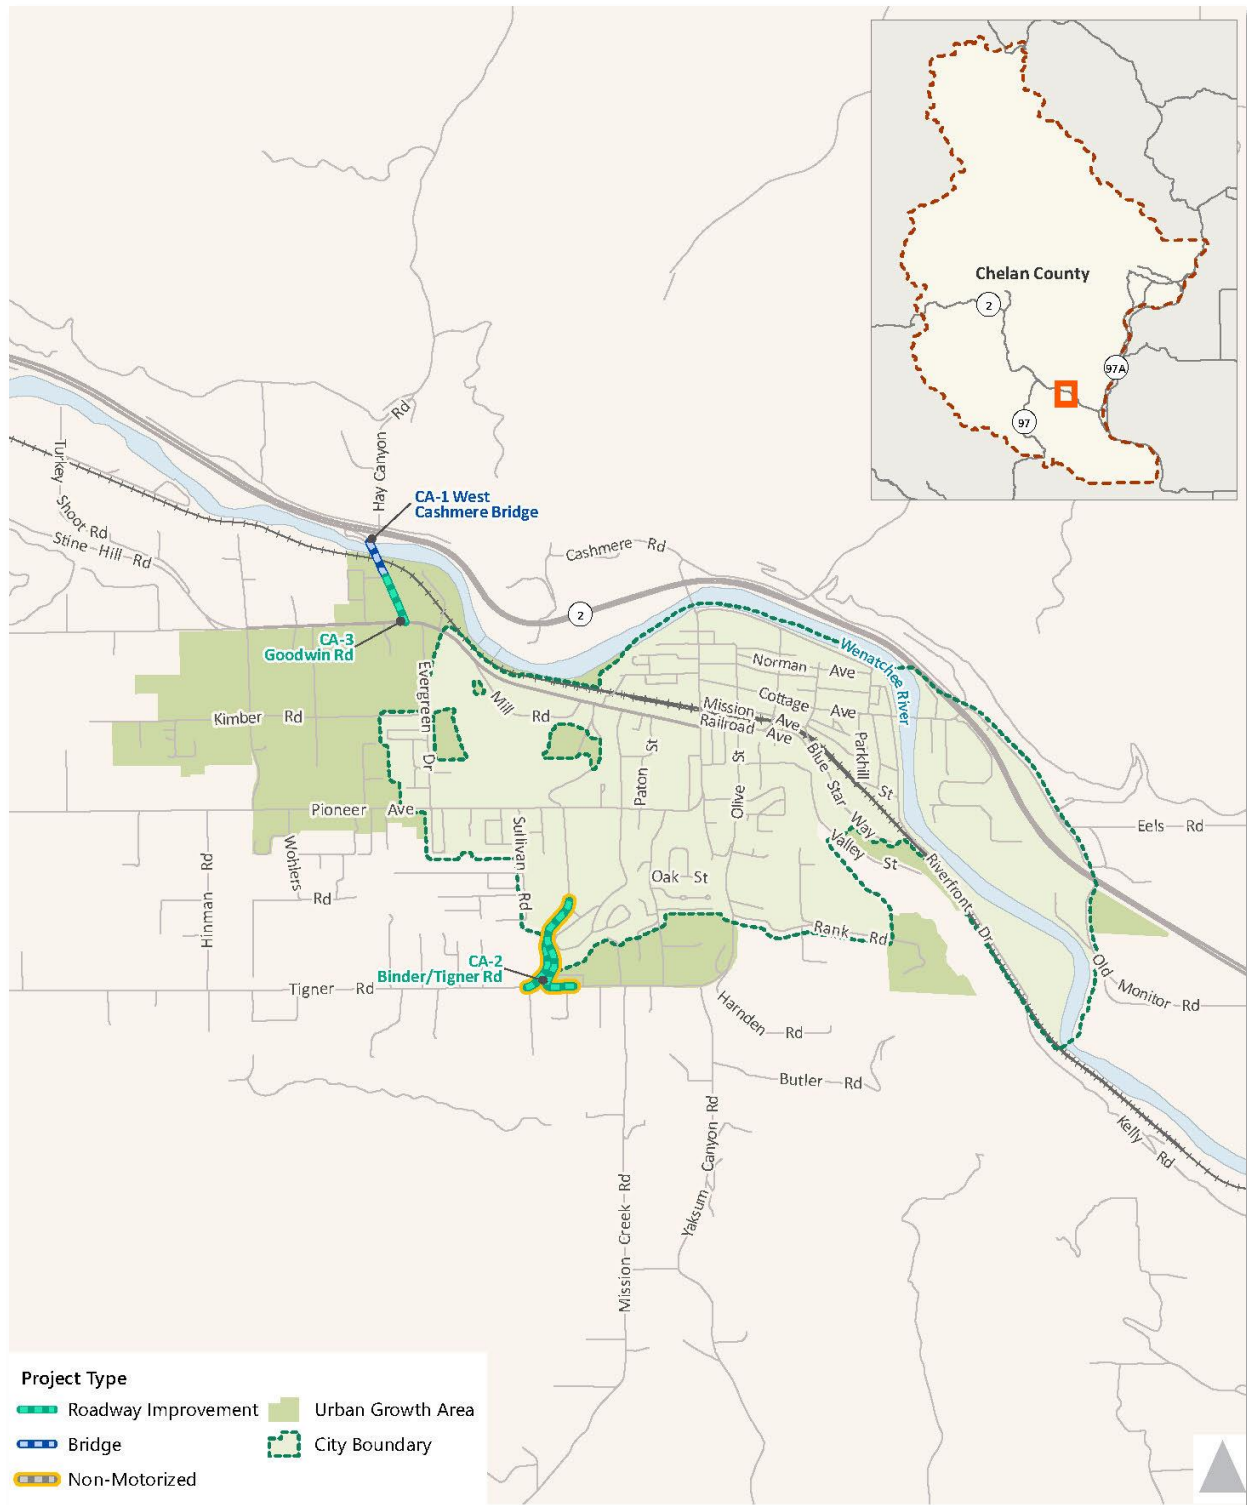 Chelan County
2
97A
97
Hay Canyon Rd
Turkey Shoot Rd
Stine Hill Rd
CA-1 West
Cashmere Bridge
Cashmere Rd
2
CA-3
Goodwin Rd
Wenatchee River
Norman Ave
Evergreen Dr
Mill Rd
Cottage Ave
Kimber Rd
Mission Ave
Railroad Ave
Parkhill St
Paton St
Olive St
Blue Star Way
Pioneer Ave
Sullivan Rd
Eels Rd
Wohlers Rd
Valley St
Hinman Rd
Oak St
Riverfront Dr
Rank Rd
CA-2
Binder/Tigner Rd
Tigner Rd
Old Monitor Rd
Harnden Rd
Butler Rd
Kelly Rd
Mission Creek Rd
Yaksum Canyon Rd
Project Type
Roadway Improvement
Urban Growth Area
Bridge
City Boundary
Non-Motorized